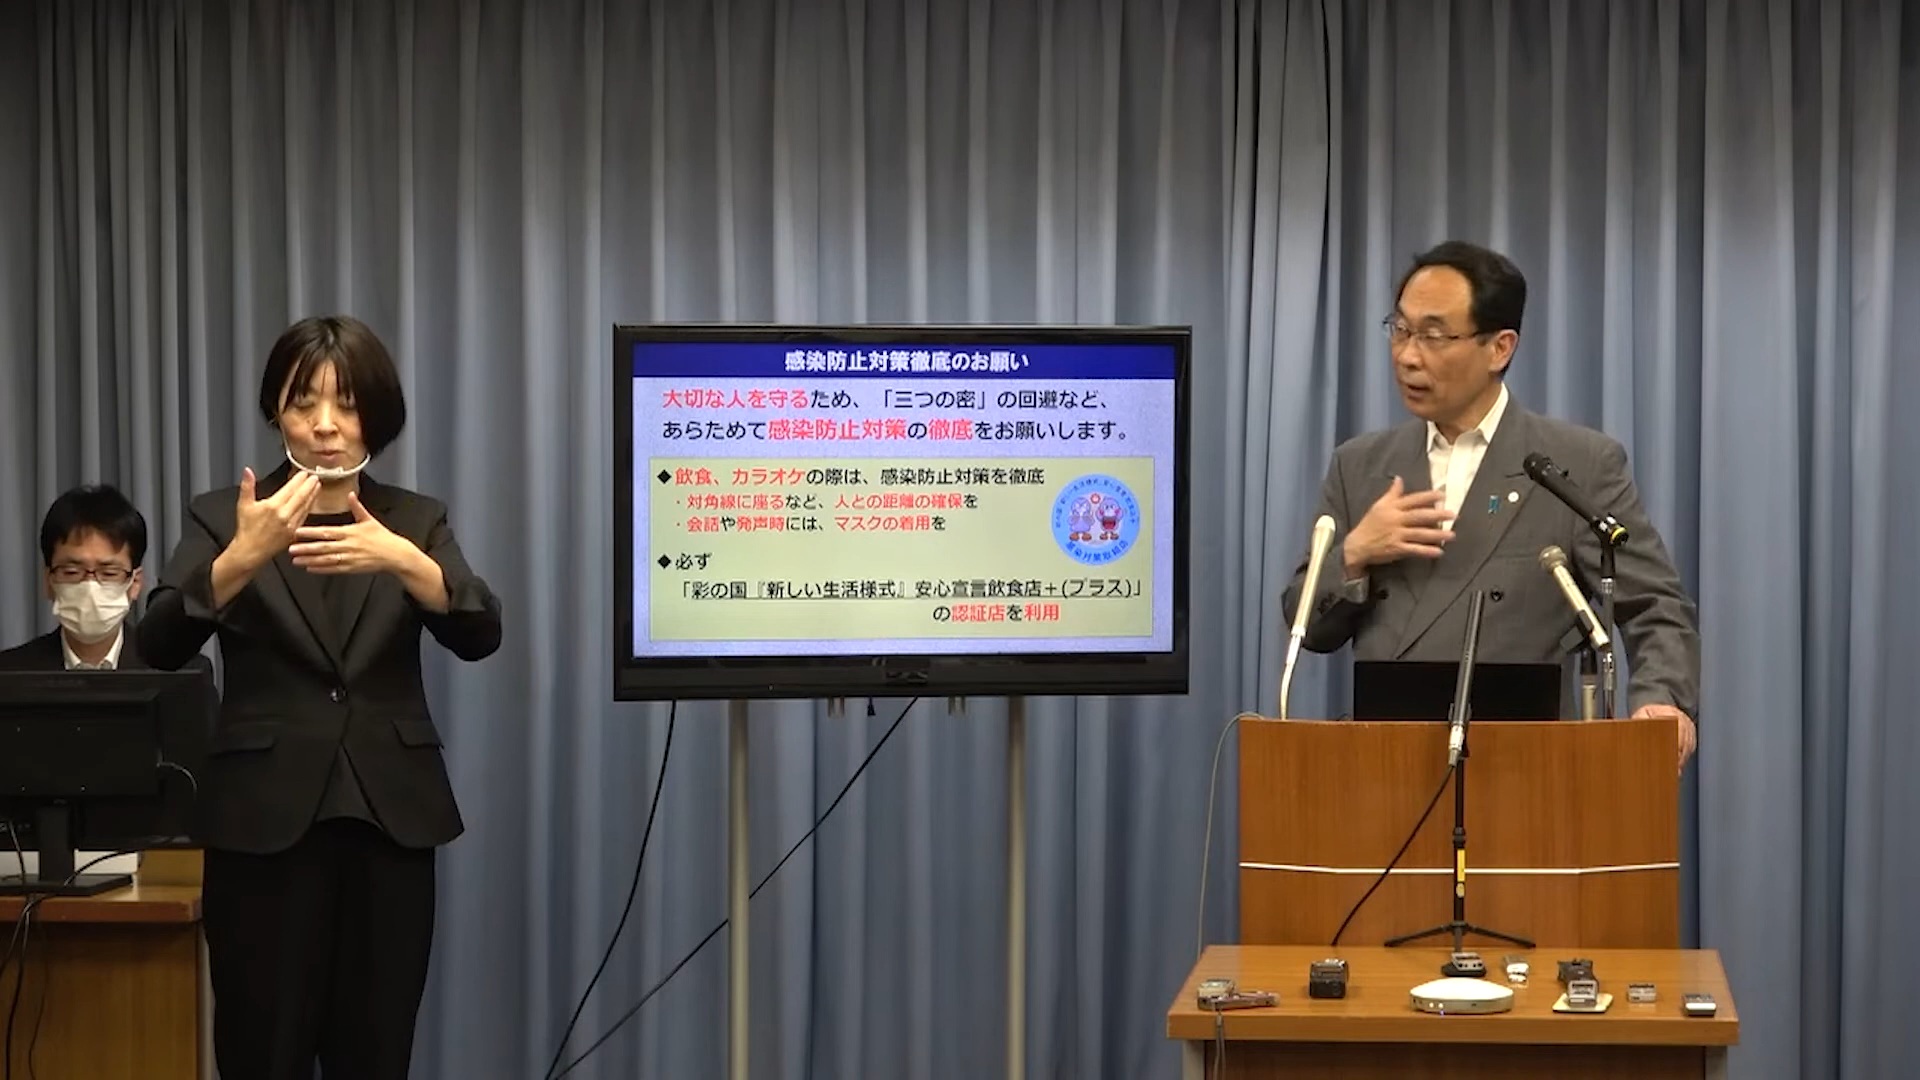 感染防止対策徹底のお願い
大切な人を守るため、「三つの密」の回避など、
あらためて感染防止対策の徹底をお願いします。
◆飲食、カラオケの際は、感染防止対策を徹底
・対角線に座るなど、人との距離の確保を
・会話や発声時には、マスクの着用を
◆必ず
「彩の国『新しい生活様式』安心宣言飲食店＋(プラス)」
の認証店を利用